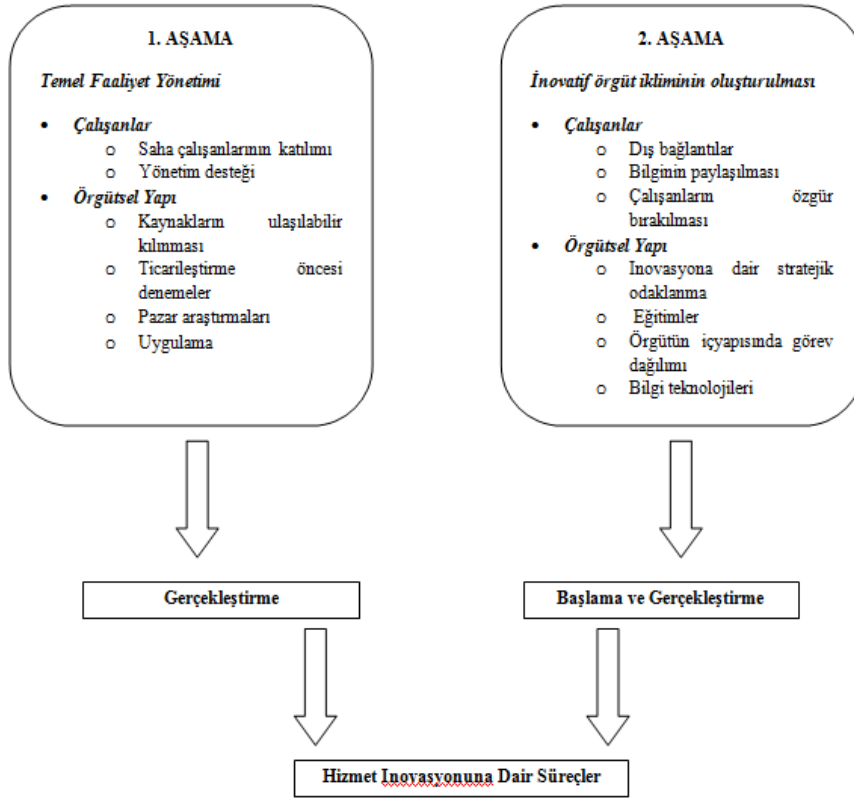 1. AŞAMA
Temel Faaliyet Yönetimi
• Çalışanlar
o Saha çalışanlarının katılımı
o Yönetim desteği
• Örgütsel Yapı
o Kaynakların ulaşılabilir
kılınması
o Ticarileştirme öncesi
denemeler
o Pazar araştırmaları
o Uygulama
2. AŞAMA
İnovatif örgüt ikliminin oluşturulması
• Çalışanlar
o Dış bağlantılar
o Bilginin paylaşılması
o Çalışanların özgür
bırakılması
• Örgütsel Yapı
o Inovasyona dair stratejik
odaklanma
o Eğitimler
o Örgütün içyapısında görev
dağılımı
o Bilgi teknolojileri
Gerçekleştirme
Başlama ve Gerçekleştirme
Hizmet Inovasyonuna Dair Süreçler